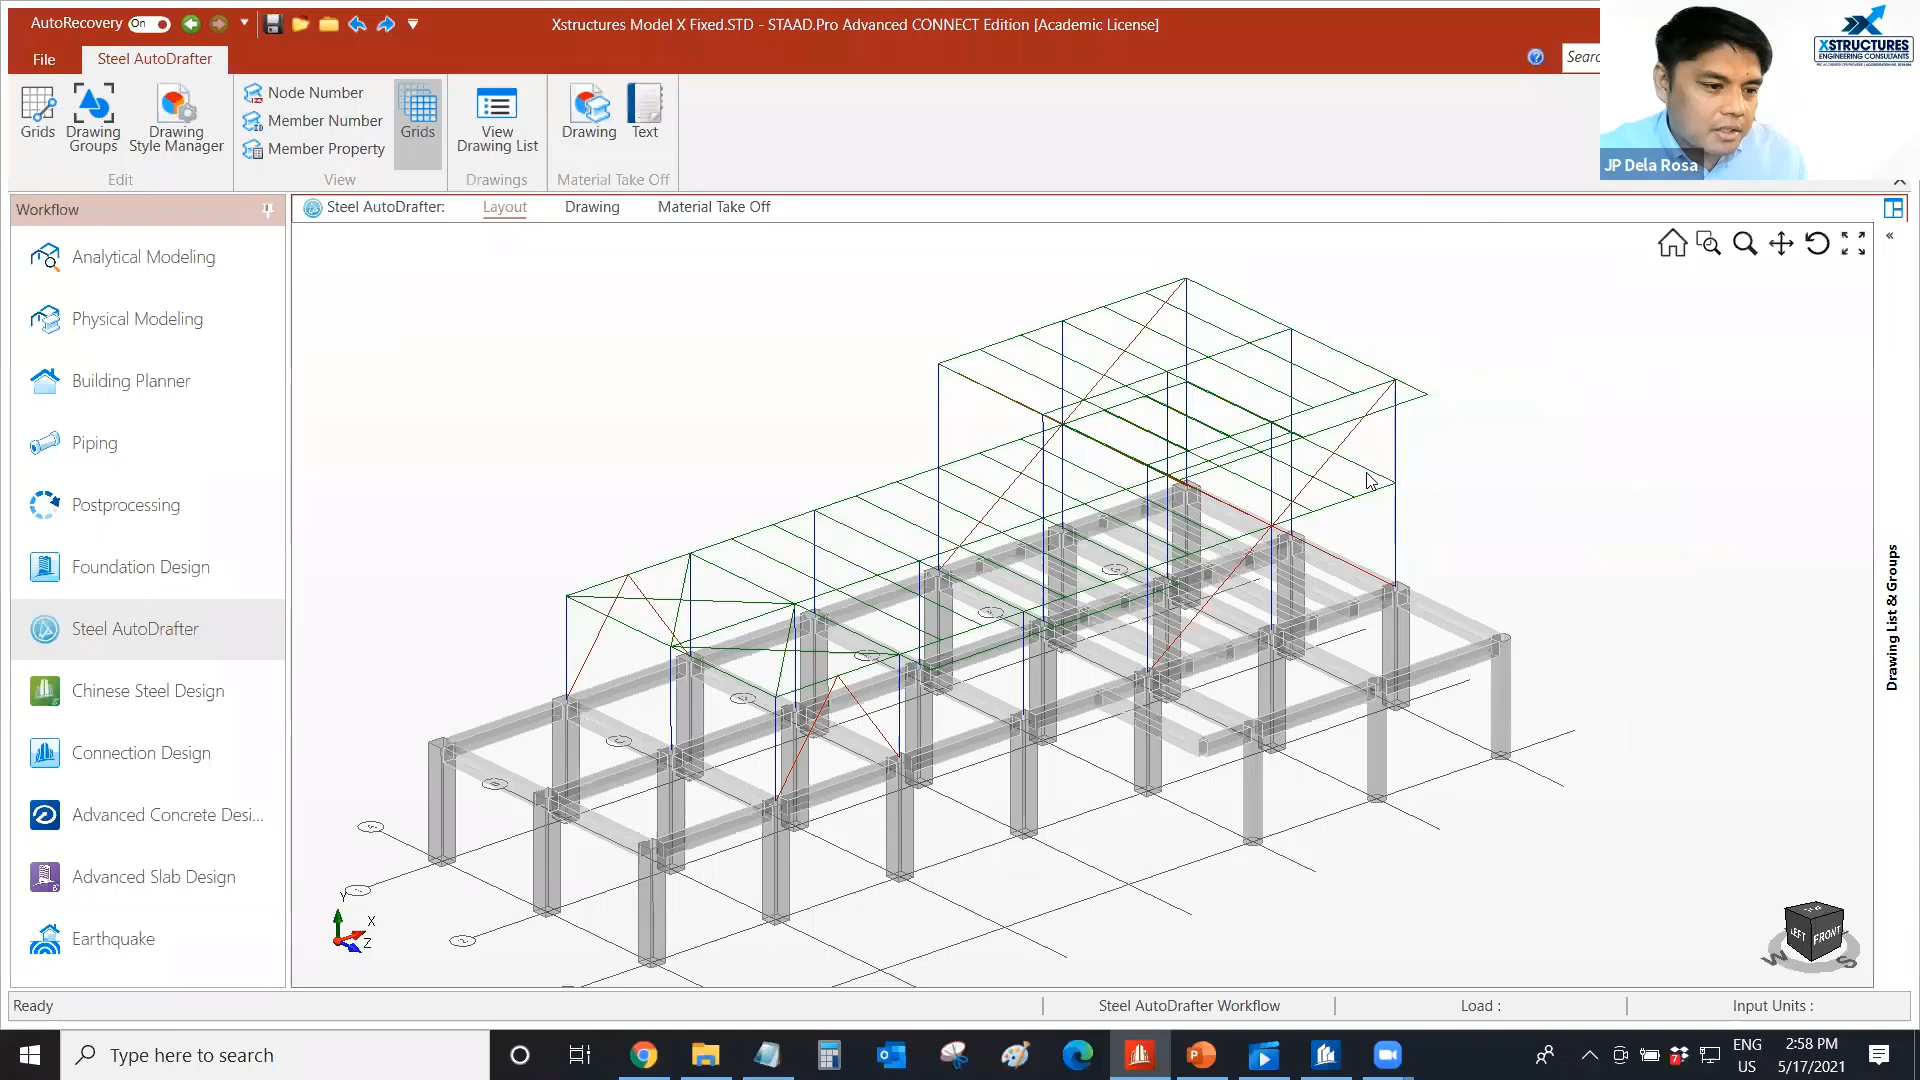 AutoRecovery On
Xstructures Model X Fixed.STD - STAAD.Pro Advanced CONNECT Edition [Academic License]
XSTRUCTURES
ENGINEERING CONSULTANTS
File
Steel AutoDrafter
Searc
Grids
Drawing
Groups
Drawing
Style Manager
Node Number
Member Number
Member Property
Grids
View
Drawing List
Drawing
Text
Edit
View
Drawings
Material Take Off
JP Dela Rosa
Workflow
Steel AutoDrafter:
Layout
Drawing
Material Take Off
Analytical Modeling
Physical Modeling
Building Planner
Piping
Postprocessing
Foundation Design
Steel AutoDrafter
Chinese Steel Design
Connection Design
Advanced Concrete Desi...
Advanced Slab Design
Earthquake
Drawing List & Groups
Y
X
Z
LEFT
FRONT
W
S
Ready
Steel AutoDrafter Workflow
Load :
Input Units :
Type here to search
ENG
US
2:58 PM
5/17/2021